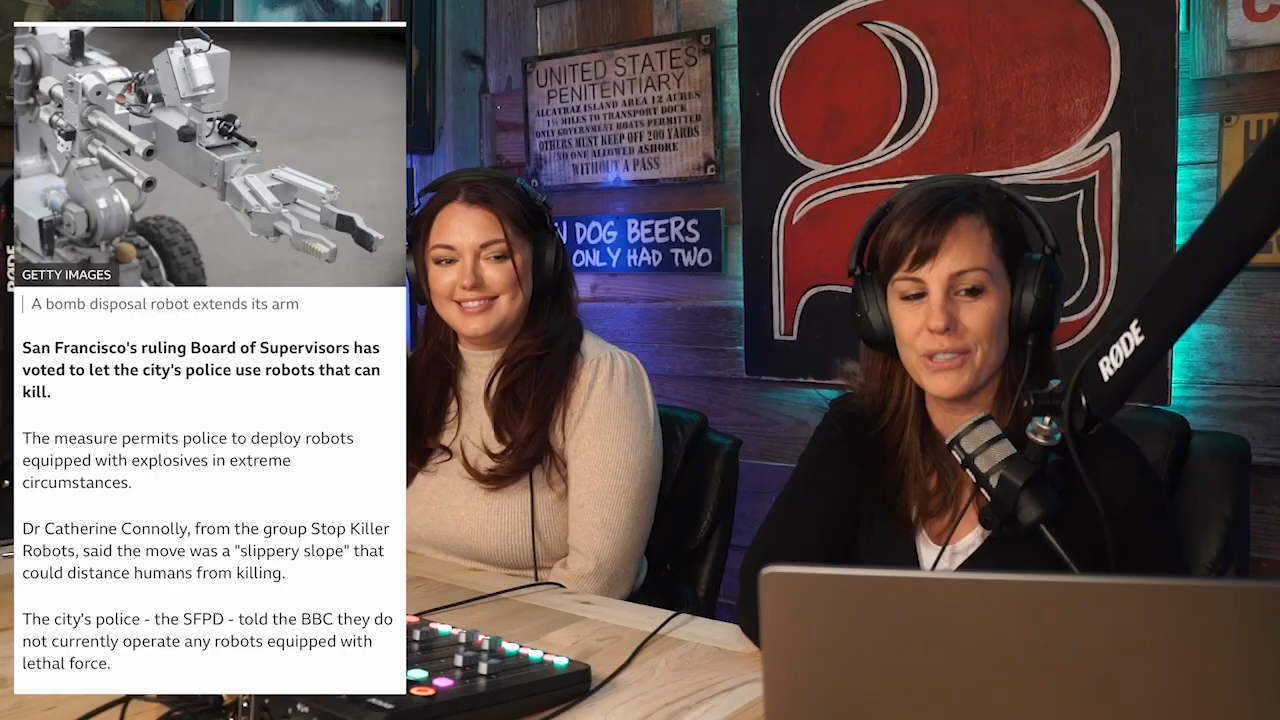 GETTY IMAGES
A bomb disposal robot extends its arm
San Francisco's ruling Board of Supervisors has
voted to let the city's police use robots that can
kill.
The measure permits police to deploy robots
equipped with explosives in extreme
circumstances.
Dr Catherine Connolly, from the group Stop Killer
Robots, said the move was a "slippery slope" that
could distance humans from killing.
The city's police - the SFPD - told the BBC they do
not currently operate any robots equipped with
lethal force.
UNITED STATES
PENITENTIARY
ALCATRAZ ISLAND AREA 12 ACRES
1½ MILES TO TRANSPORT DOCK
ONLY GOVERNMENT BOATS PERMITTED
OTHERS MUST KEEP OFF 200 YARDS
NO ONE ALLOWED ASHORE
WITHOUT A PASS
DOG BEERS
ONLY HAD TWO
RØDE
RØDE